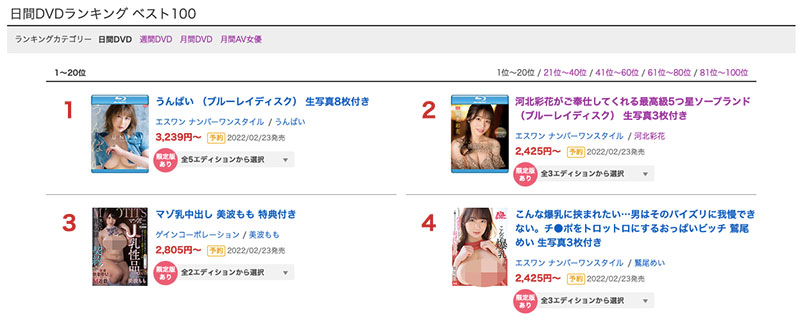 日間DVDランキング ベスト100
ランキングカテゴリー 日間DVD 週間DVD 月間DVD 月間AV女優
1〜20位
1位〜20位 / 21位〜40位 / 41位〜60位 / 61位〜80位 / 81位〜100位
1
うんぱい （ブルーレイディスク） 生写真8枚付き
エスワン ナンバーワンスタイル / うんぱい
3,239円〜 予約 2022/02/23発売
限定版あり 全5エディションから選択
2
河北彩花がご奉仕してくれる最高級5つ星ソープランド
（ブルーレイディスク） 生写真3枚付き
エスワン ナンバーワンスタイル / 河北彩花
2,425円〜 予約 2022/02/23発売
限定版あり 全3エディションから選択
3
マゾ乳中出し 美波もも 特典付き
ゲインコーポレーション / 美波もも
2,805円〜 予約 2022/02/23発売
限定版あり 全2エディションから選択
4
こんな爆乳に挟まれたい…男はそのパイズリに我慢でき
ない。チ●ポをトロットロにするおっぱいビッチ 鷲尾
めい 生写真3枚付き
エスワン ナンバーワンスタイル / 鷲尾めい
2,425円〜 予約 2022/02/23発売
限定版あり 全3エディションから選択